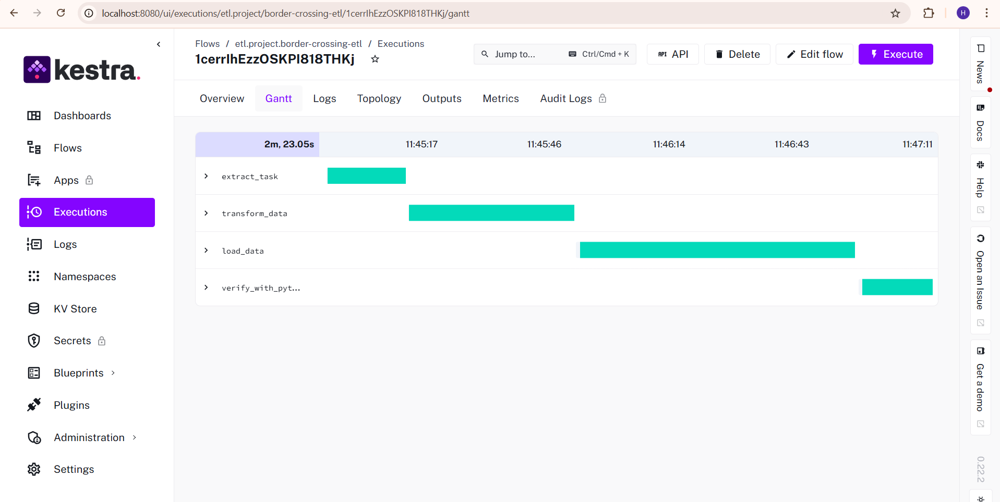 localhost:8080/ui/executions/etl.project/border-crossing-etl/1cerrIhEzzOSKPI818THKj/gantt
H
kestra.
Dashboards
Flows
Apps
Executions
Logs
Namespaces
KV Store
Secrets
Blueprints
Plugins
Administration
Settings
Flows / etl.project.border-crossing-etl / Executions
1cerrIhEzzOSKPI818THKj
Jump to... Ctrl/Cmd + K
API API
Delete
Edit flow
Execute
Overview Gantt Logs Topology Outputs Metrics Audit Logs
2m, 23.05s 11:45:17 11:45:46 11:46:14 11:46:43 11:47:11
extract_task
transform_data
load_data
verify_with_pyt...
News
Docs
Help
Open an Issue
Get a demo
0.22.2